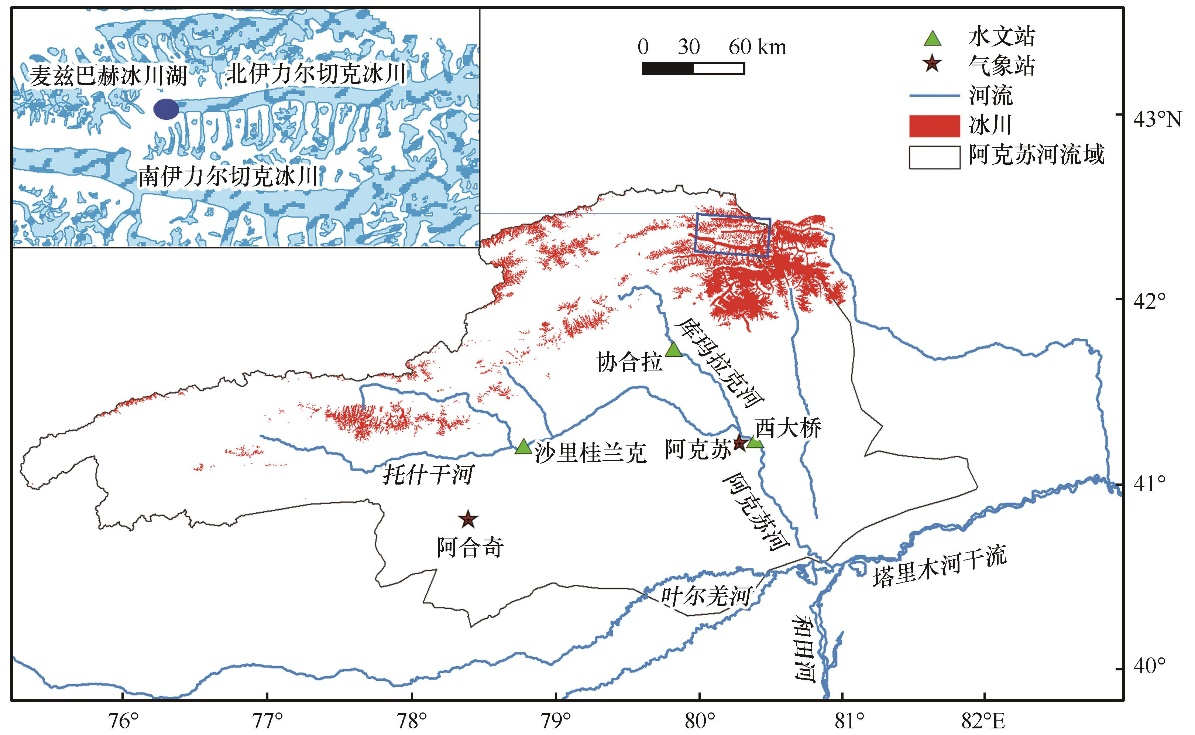 麦兹巴赫冰川湖
北伊力尔切克冰川
南伊力尔切克冰川
0 30 60 km
水文站
气象站
河流
冰川
阿克苏河流域
43°N
42°
41°
40°
协合拉
库玛拉克河
西大桥
阿克苏
沙里桂兰克
托什干河
阿合奇
阿克苏河
塔里木河干流
叶尔羌河
和田河
76° 77° 78° 79° 80° 81° 82°E